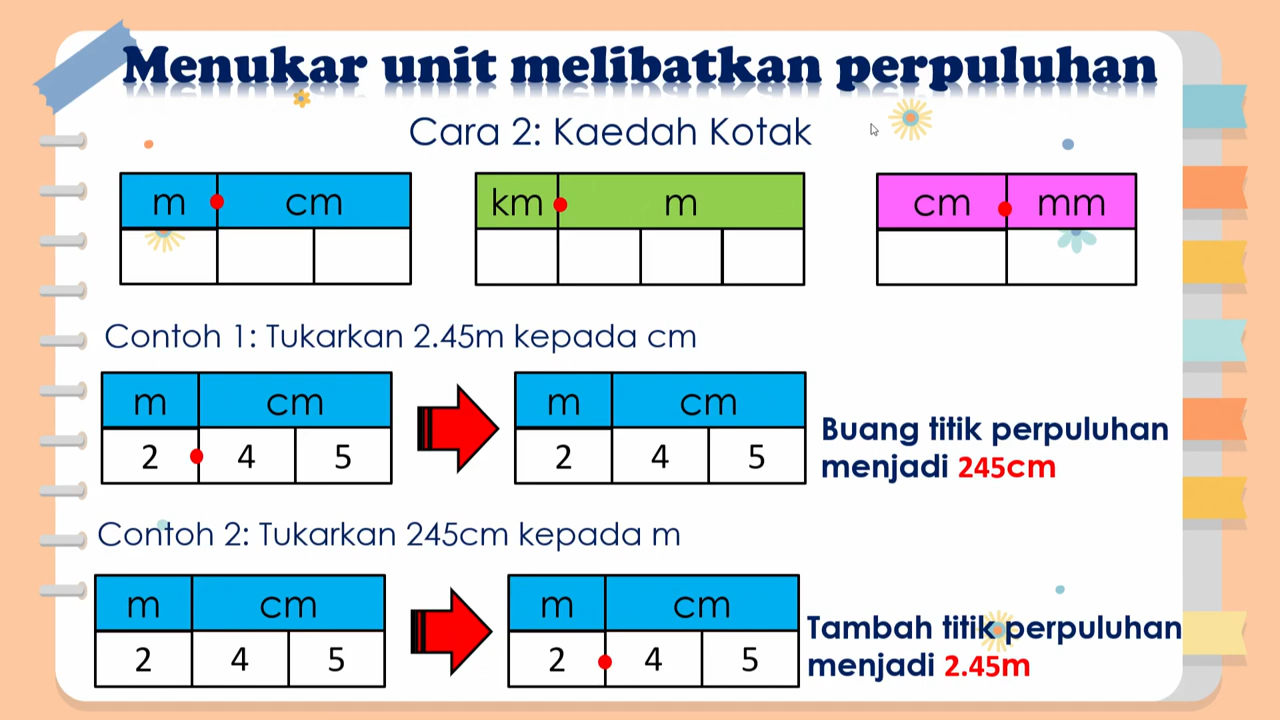 Menukar unit melibatkan perpuluhan
Cara 2: Kaedah Kotak
m cm
km m
cm mm
Contoh 1: Tukarkan 2.45m kepada cm
m cm
2 4 5
m cm
2 4 5
Buang titik perpuluhan
menjadi 245cm
Contoh 2: Tukarkan 245cm kepada m
m cm
2 4 5
m cm
2 4 5
Tambah titik perpuluhan
menjadi 2.45m